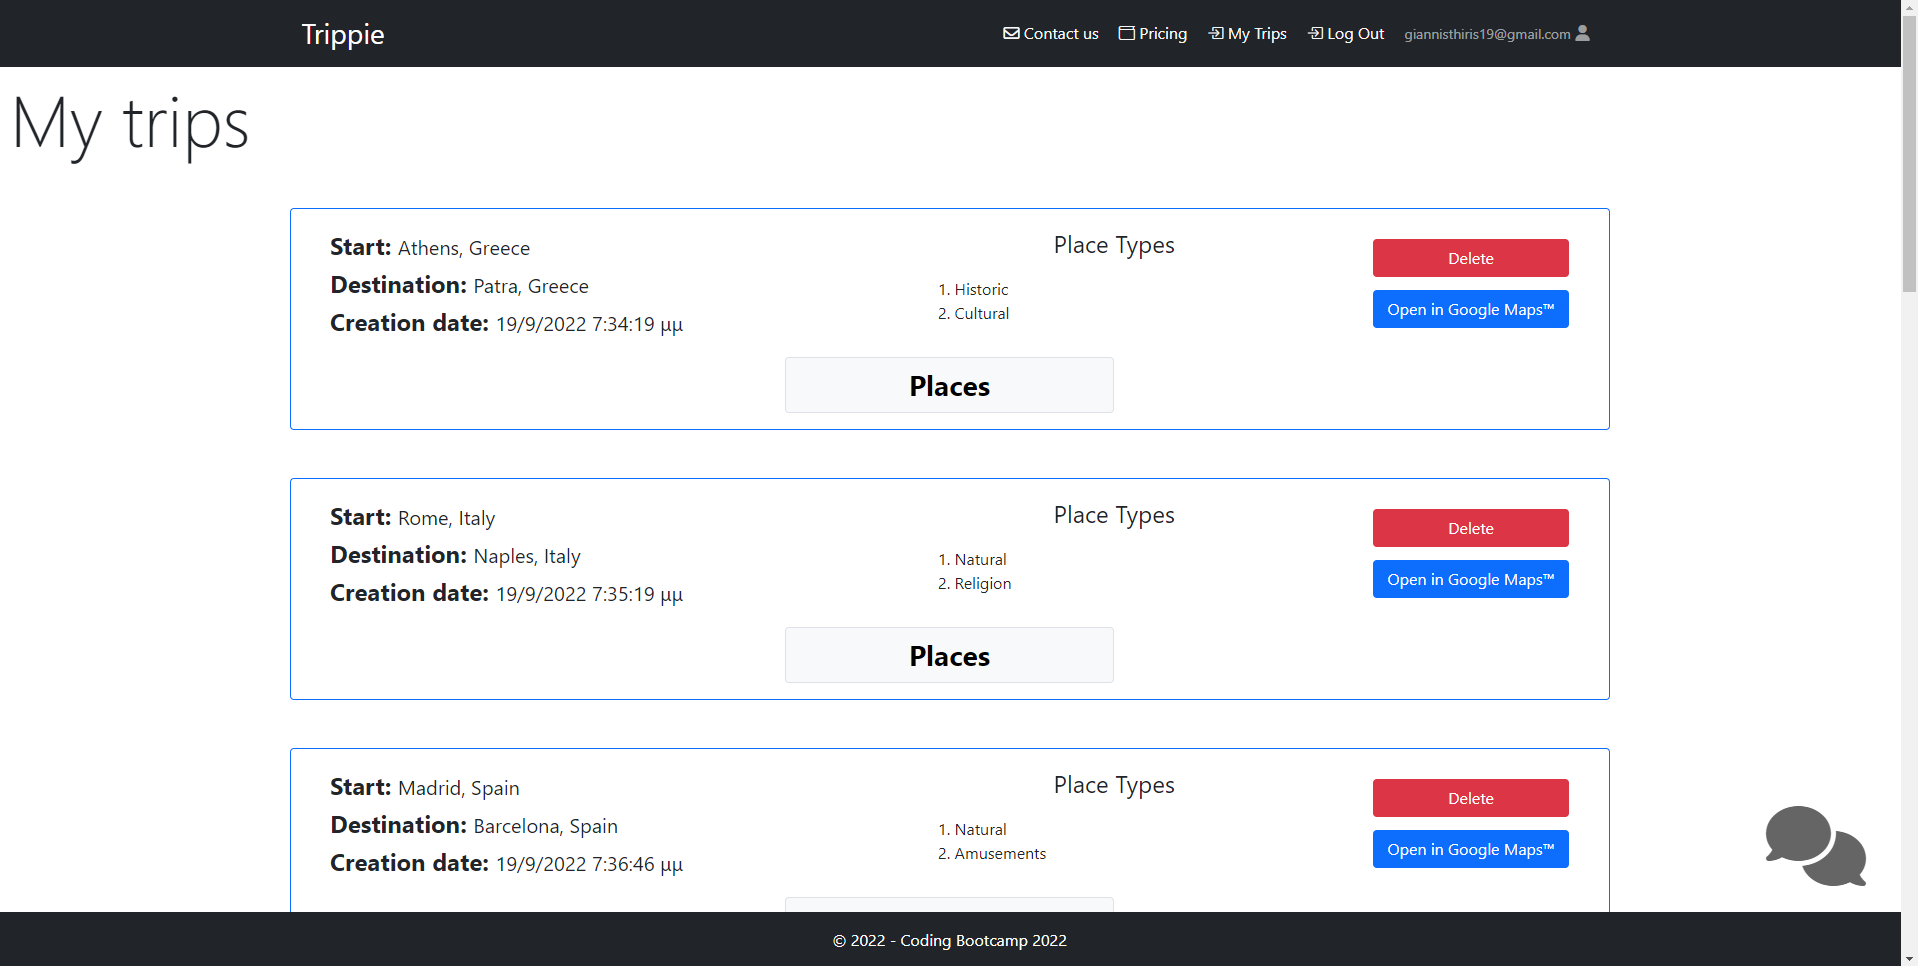 Trippie
Contact us Pricing My Trips Log Out giannisthiris19@gmail.com
My trips
Start: Athens, Greece
Destination: Patra, Greece
Creation date: 19/9/2022 7:34:19 μμ
Place Types
1. Historic
2. Cultural
Delete
Open in Google Maps™
Places
Start: Rome, Italy
Destination: Naples, Italy
Creation date: 19/9/2022 7:35:19 μμ
Place Types
1. Natural
2. Religion
Delete
Open in Google Maps™
Places
Start: Madrid, Spain
Destination: Barcelona, Spain
Creation date: 19/9/2022 7:36:46 μμ
Place Types
1. Natural
2. Amusements
Delete
Open in Google Maps™
© 2022 - Coding Bootcamp 2022